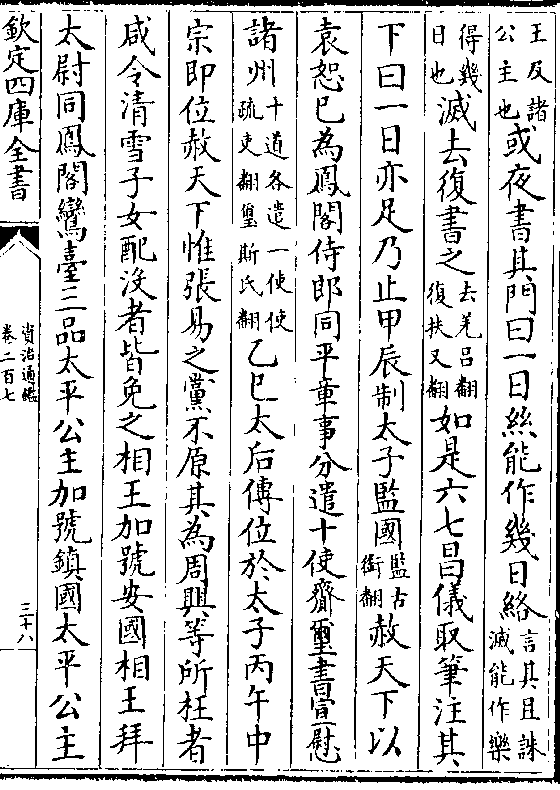 王及諸公主也或夜書其門曰一日絲能作幾日絡言其且誅滅能作樂
得幾日也滅去復書之去羌呂翻復扶又翻如是六七昌儀取筆注其
下曰一日亦足乃止甲辰制太子監國監古銜翻赦天下以
袁恕已為鳳閣侍郎同平章事分遣十使齎璽書宣慰
諸州十道各遣一使使疏吏翻璽斯氏翻乙巳太后傳位於太子丙午中
宗即位赦天下惟張易之黨不原其為周興等所枉者
咸令清雪子女配沒者皆免之相王加號安國相王拜
太尉同鳳閣鸞臺三品太平公主加號鎮國太平公主
欽定四庫全書
資治通鑑
卷二百七
三十八